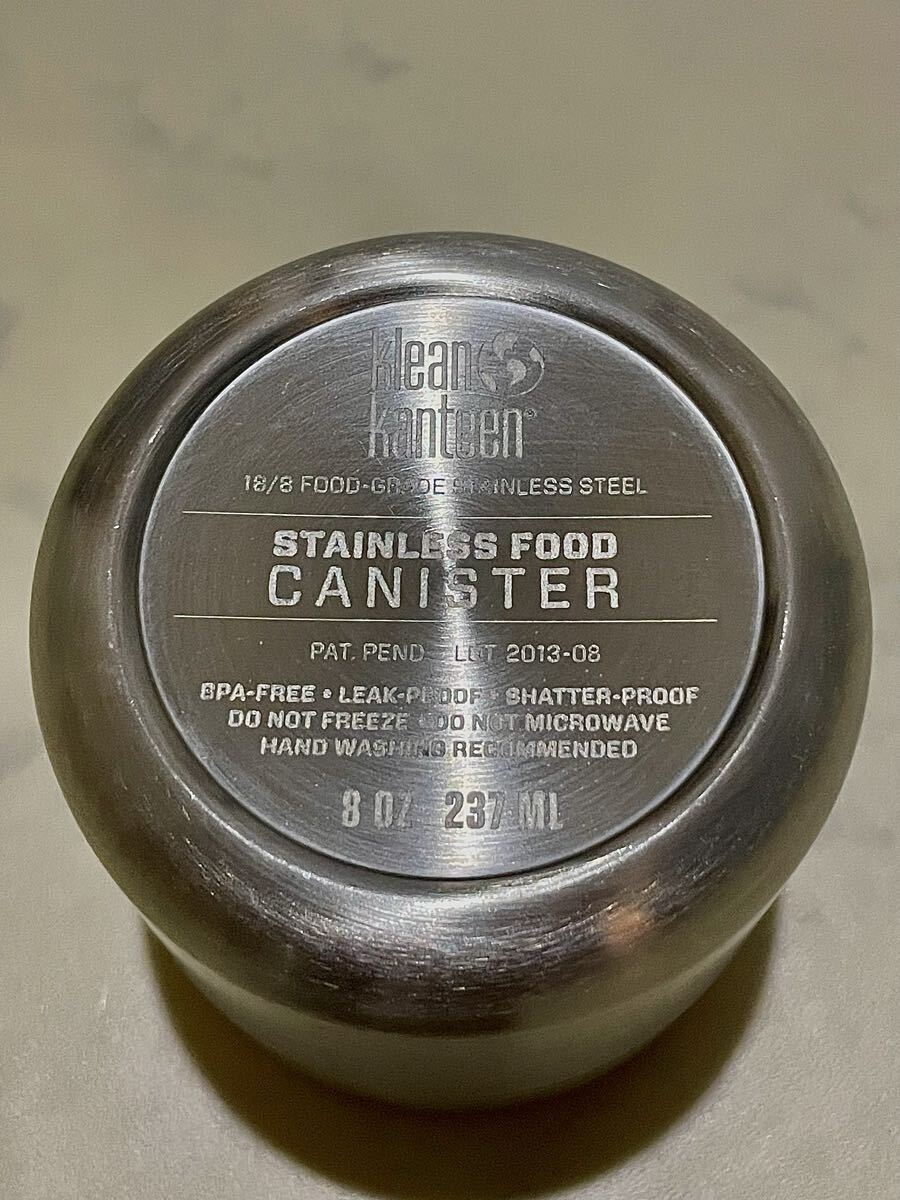 klean
kanteen®
18/8 FOOD-GRADE STAINLESS STEEL
STAINLESS FOOD
CANISTER
PAT. PEND • LOT 2013-08
BPA-FREE • LEAK-PROOF • SHATTER-PROOF
DO NOT FREEZE • DO NOT MICROWAVE
HAND WASHING RECOMMENDED
8 OZ 237 ML